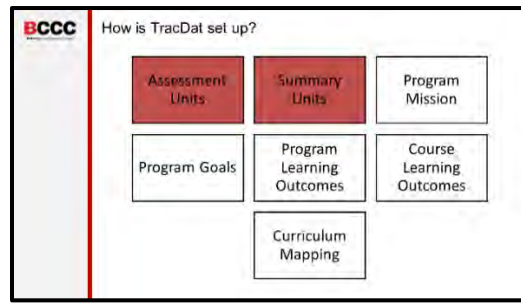 BCCC
How is TracDat set up?
Assessment
Units
Summary
Units
Program
Mission
Program Goals
Program
Learning
Outcomes
Course
Learning
Outcomes
Curriculum
Mapping